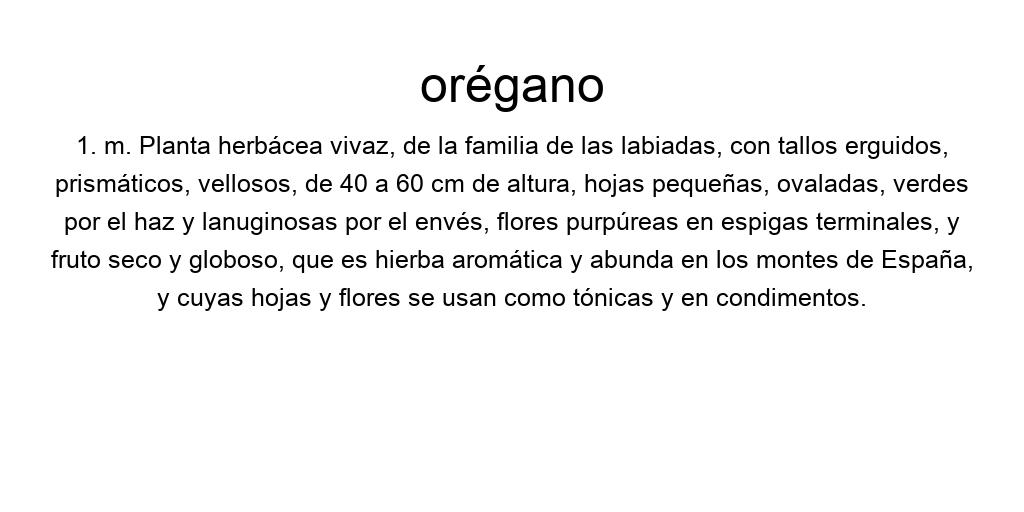 orégano
1. m. Planta herbácea vivaz, de la familia de las labiadas, con tallos erguidos,
prismáticos, vellosos, de 40 a 60 cm de altura, hojas pequeñas, ovaladas, verdes
por el haz y lanuginosas por el envés, flores purpúreas en espigas terminales, y
fruto seco y globoso, que es hierba aromática y abunda en los montes de España,
y cuyas hojas y flores se usan como tónicas y en condimentos.